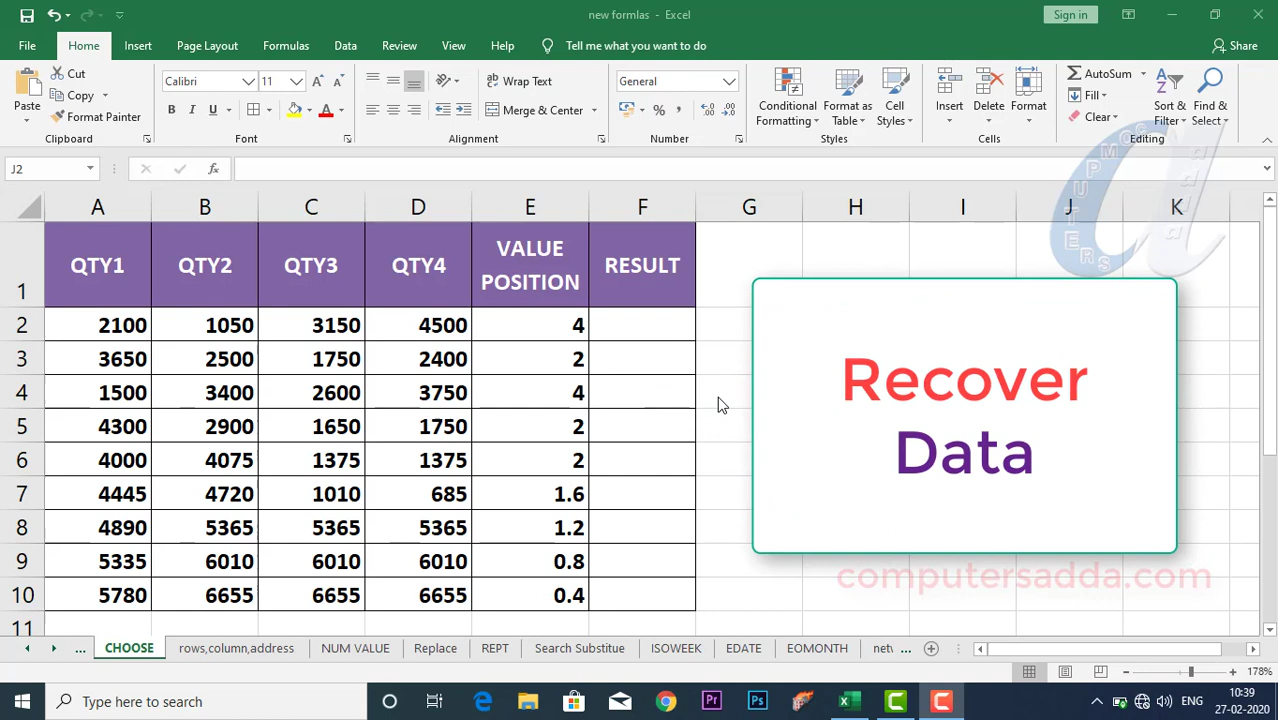 new formlas - Excel
Sign in
File Home Insert Page Layout Formulas Data Review View Help Tell me what you want to do Share
Paste
Cut
Copy
Format Painter
Clipboard
Calibri 11
B I U
Font
Wrap Text
Merge & Center
Alignment
General
Number
Conditional Formatting
Format as Table
Cell Styles
Styles
Insert
Delete
Format
Cells
AutoSum
Fill
Clear
Sort & Filter
Find & Select
Editing
J2 fx
A B C D E F G H I J K
1 QTY1 QTY2 QTY3 QTY4 VALUE POSITION RESULT
2 2100 1050 3150 4500 4
3 3650 2500 1750 2400 2
4 1500 3400 2600 3750 4
5 4300 2900 1650 1750 2
6 4000 4075 1375 1375 2
7 4445 4720 1010 685 1.6
8 4890 5365 5365 5365 1.2
9 5335 6010 6010 6010 0.8
10 5780 6655 6655 6655 0.4
11
Recover
Data
computersadda.com
COMPUTERS
adda
... CHOOSE rows,column,address NUM VALUE Replace REPT Search Substitue ISOWEEK EDATE EOMONTH netv ...
178%
Type here to search
Pr
Ps
ENG
10:39
27-02-2020